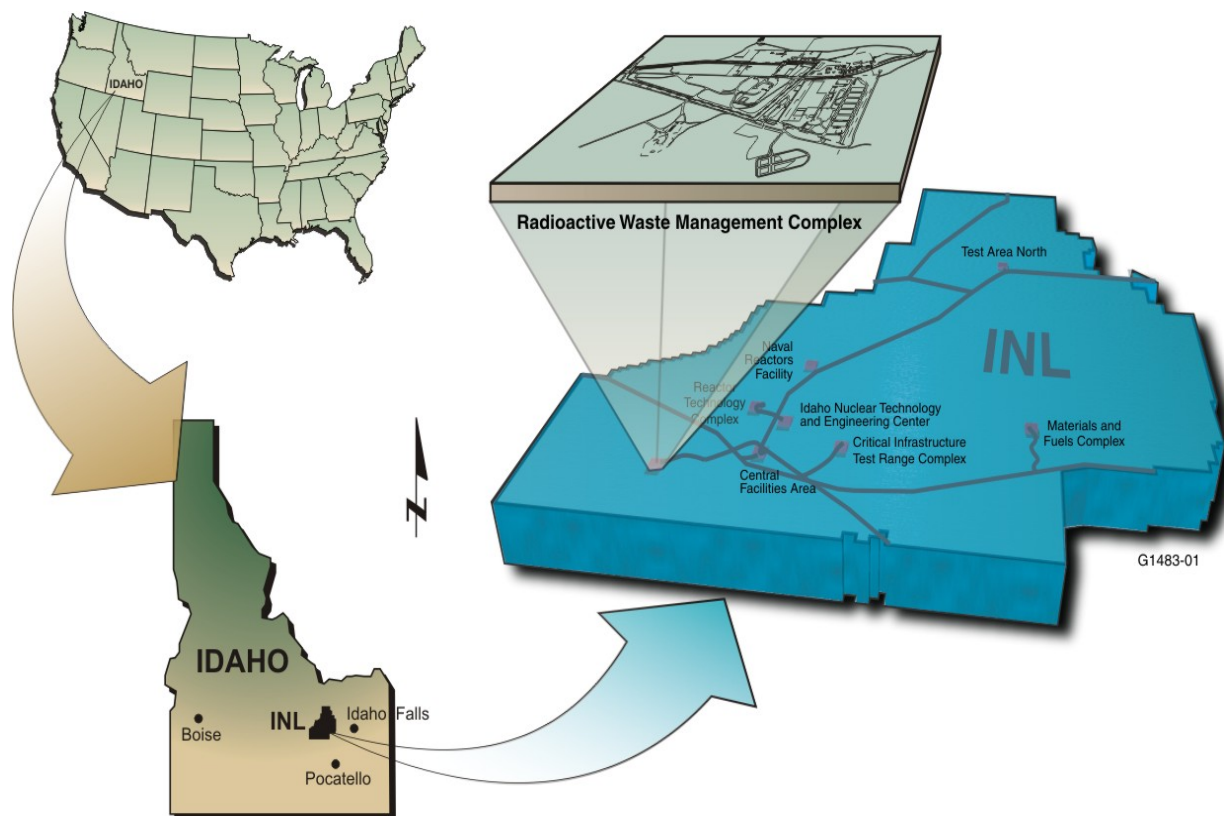 IDAHO
Radioactive Waste Management Complex
Test Area North
INL
Naval
Reactors
Facility
Reactor
Technology
Complex
Idaho Nuclear Technology
and Engineering Center
Critical Infrastructure
Test Range Complex
Materials and
Fuels Complex
Central
Facilities Area
G1483-01
N
IDAHO
INL
Idaho Falls
Boise
Pocatello